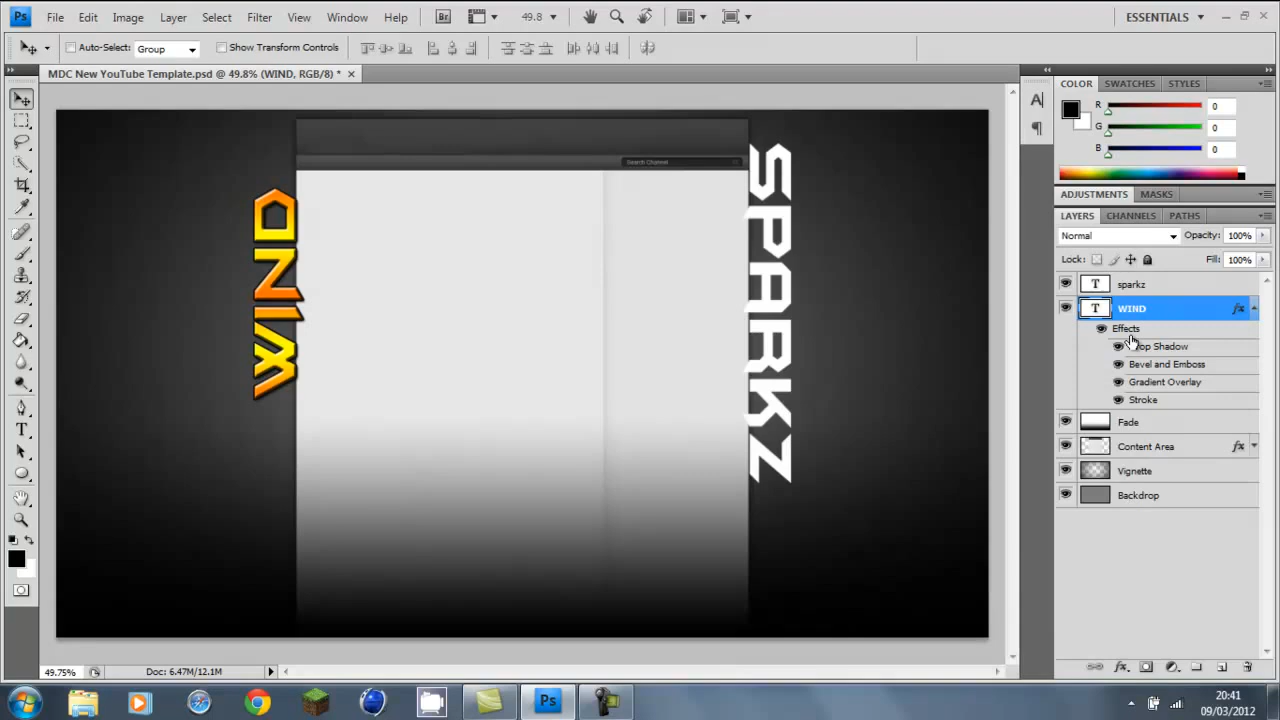 Ps File Edit Image Layer Select Filter View Window Help Br 49.8 ESSENTIALS
Auto-Select: Group Show Transform Controls
MDC New YouTube Template.psd @ 49.8% (WIND, RGB/8) *
COLOR SWATCHES STYLES
R 0
G 0
B 0
ADJUSTMENTS MASKS
LAYERS CHANNELS PATHS
Normal Opacity: 100%
Lock: Fill: 100%
T sparkz
T WIND fx
Effects
Drop Shadow
Bevel and Emboss
Gradient Overlay
Stroke
Fade
Content Area fx
Vignette
Backdrop
Search Channel
WIND
SPARKZ
49.75% Doc: 6.47M/12.1M
Ps
20:41
09/03/2012